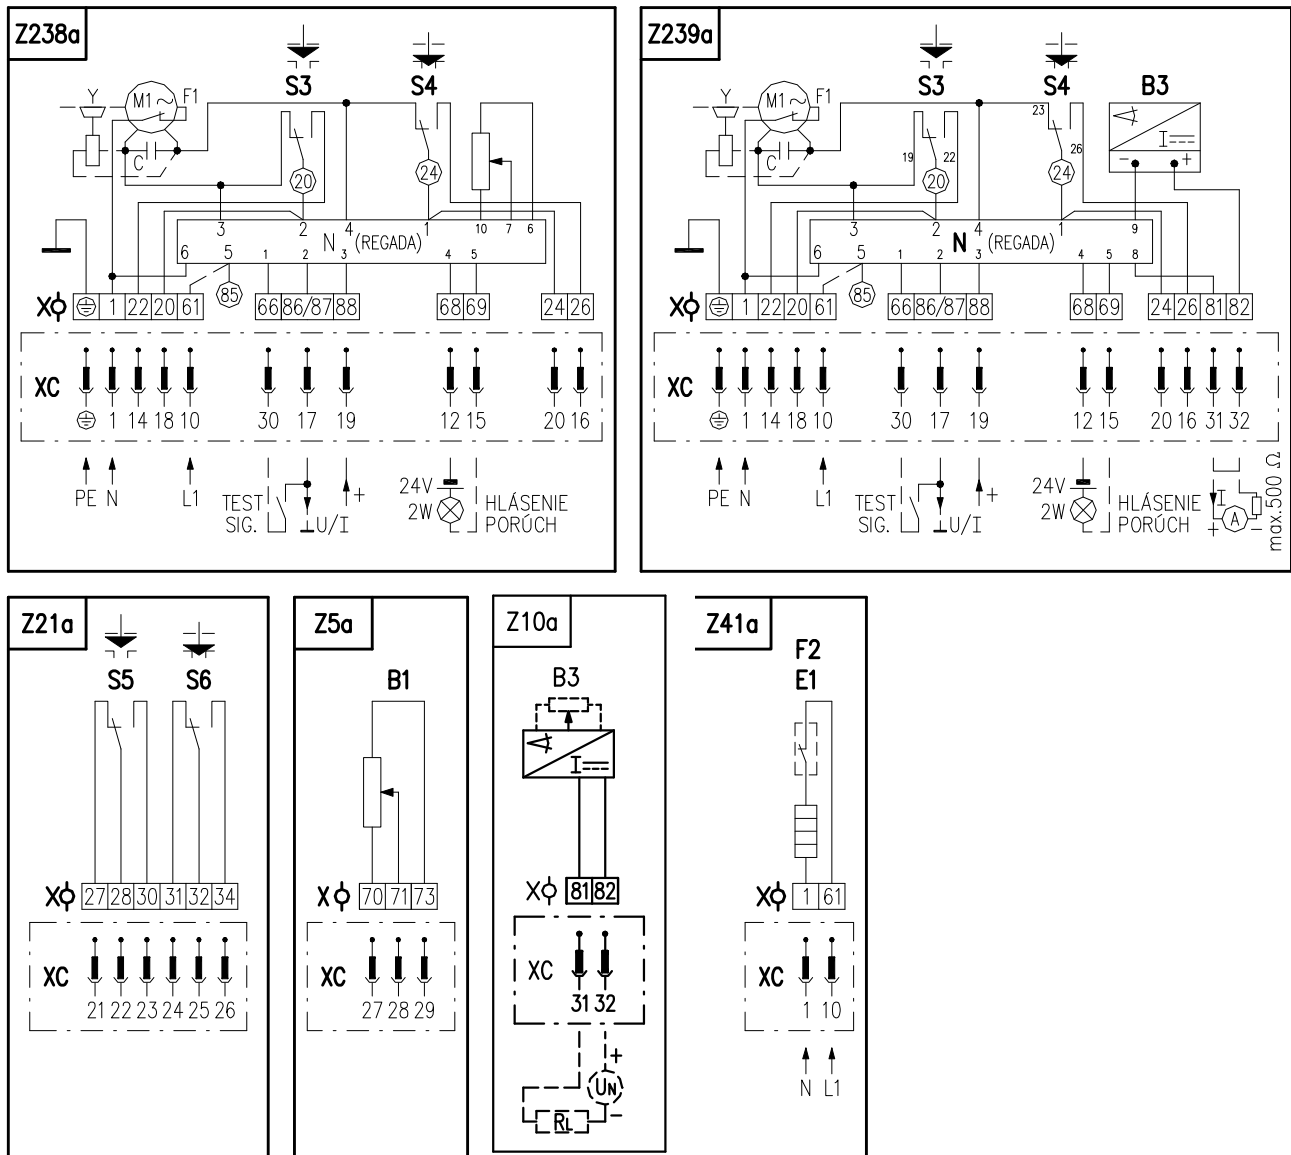 Z238a
S3 S4
Y M1 ~ F1
C
20 24
3 2 4 1 10 7 6
N (REGADA)
6 5 1 2 3 4 5
85
X 1 22 20 61 66 86/87 88 68 69 24 26
XC
1 14 18 10 30 17 19 12 15 20 16
PE N L1 TEST SIG. U/I + 24V 2W HLÁSENIE PORÚCH
Z239a
S3 S4 B3
Y M1 ~ F1
C
23 I
19 22 26 - +
20 24
3 2 4 1 9
N (REGADA)
6 5 1 2 3 4 5 8
85
X 1 22 20 61 66 86/87 88 68 69 24 26 81 82
XC
1 14 18 10 30 17 19 12 15 20 16 31 32
PE N L1 TEST SIG. U/I + 24V 2W HLÁSENIE PORÚCH I A + - max.500 Ω
Z21a
S5 S6
X 27 28 30 31 32 34
XC
21 22 23 24 25 26
Z5a
B1
X 70 71 73
XC
27 28 29
Z10a
B3
I
X 81 82
XC
31 32
+
UN
-
RL
Z41a
F2
E1
X 1 61
XC
1 10
N L1